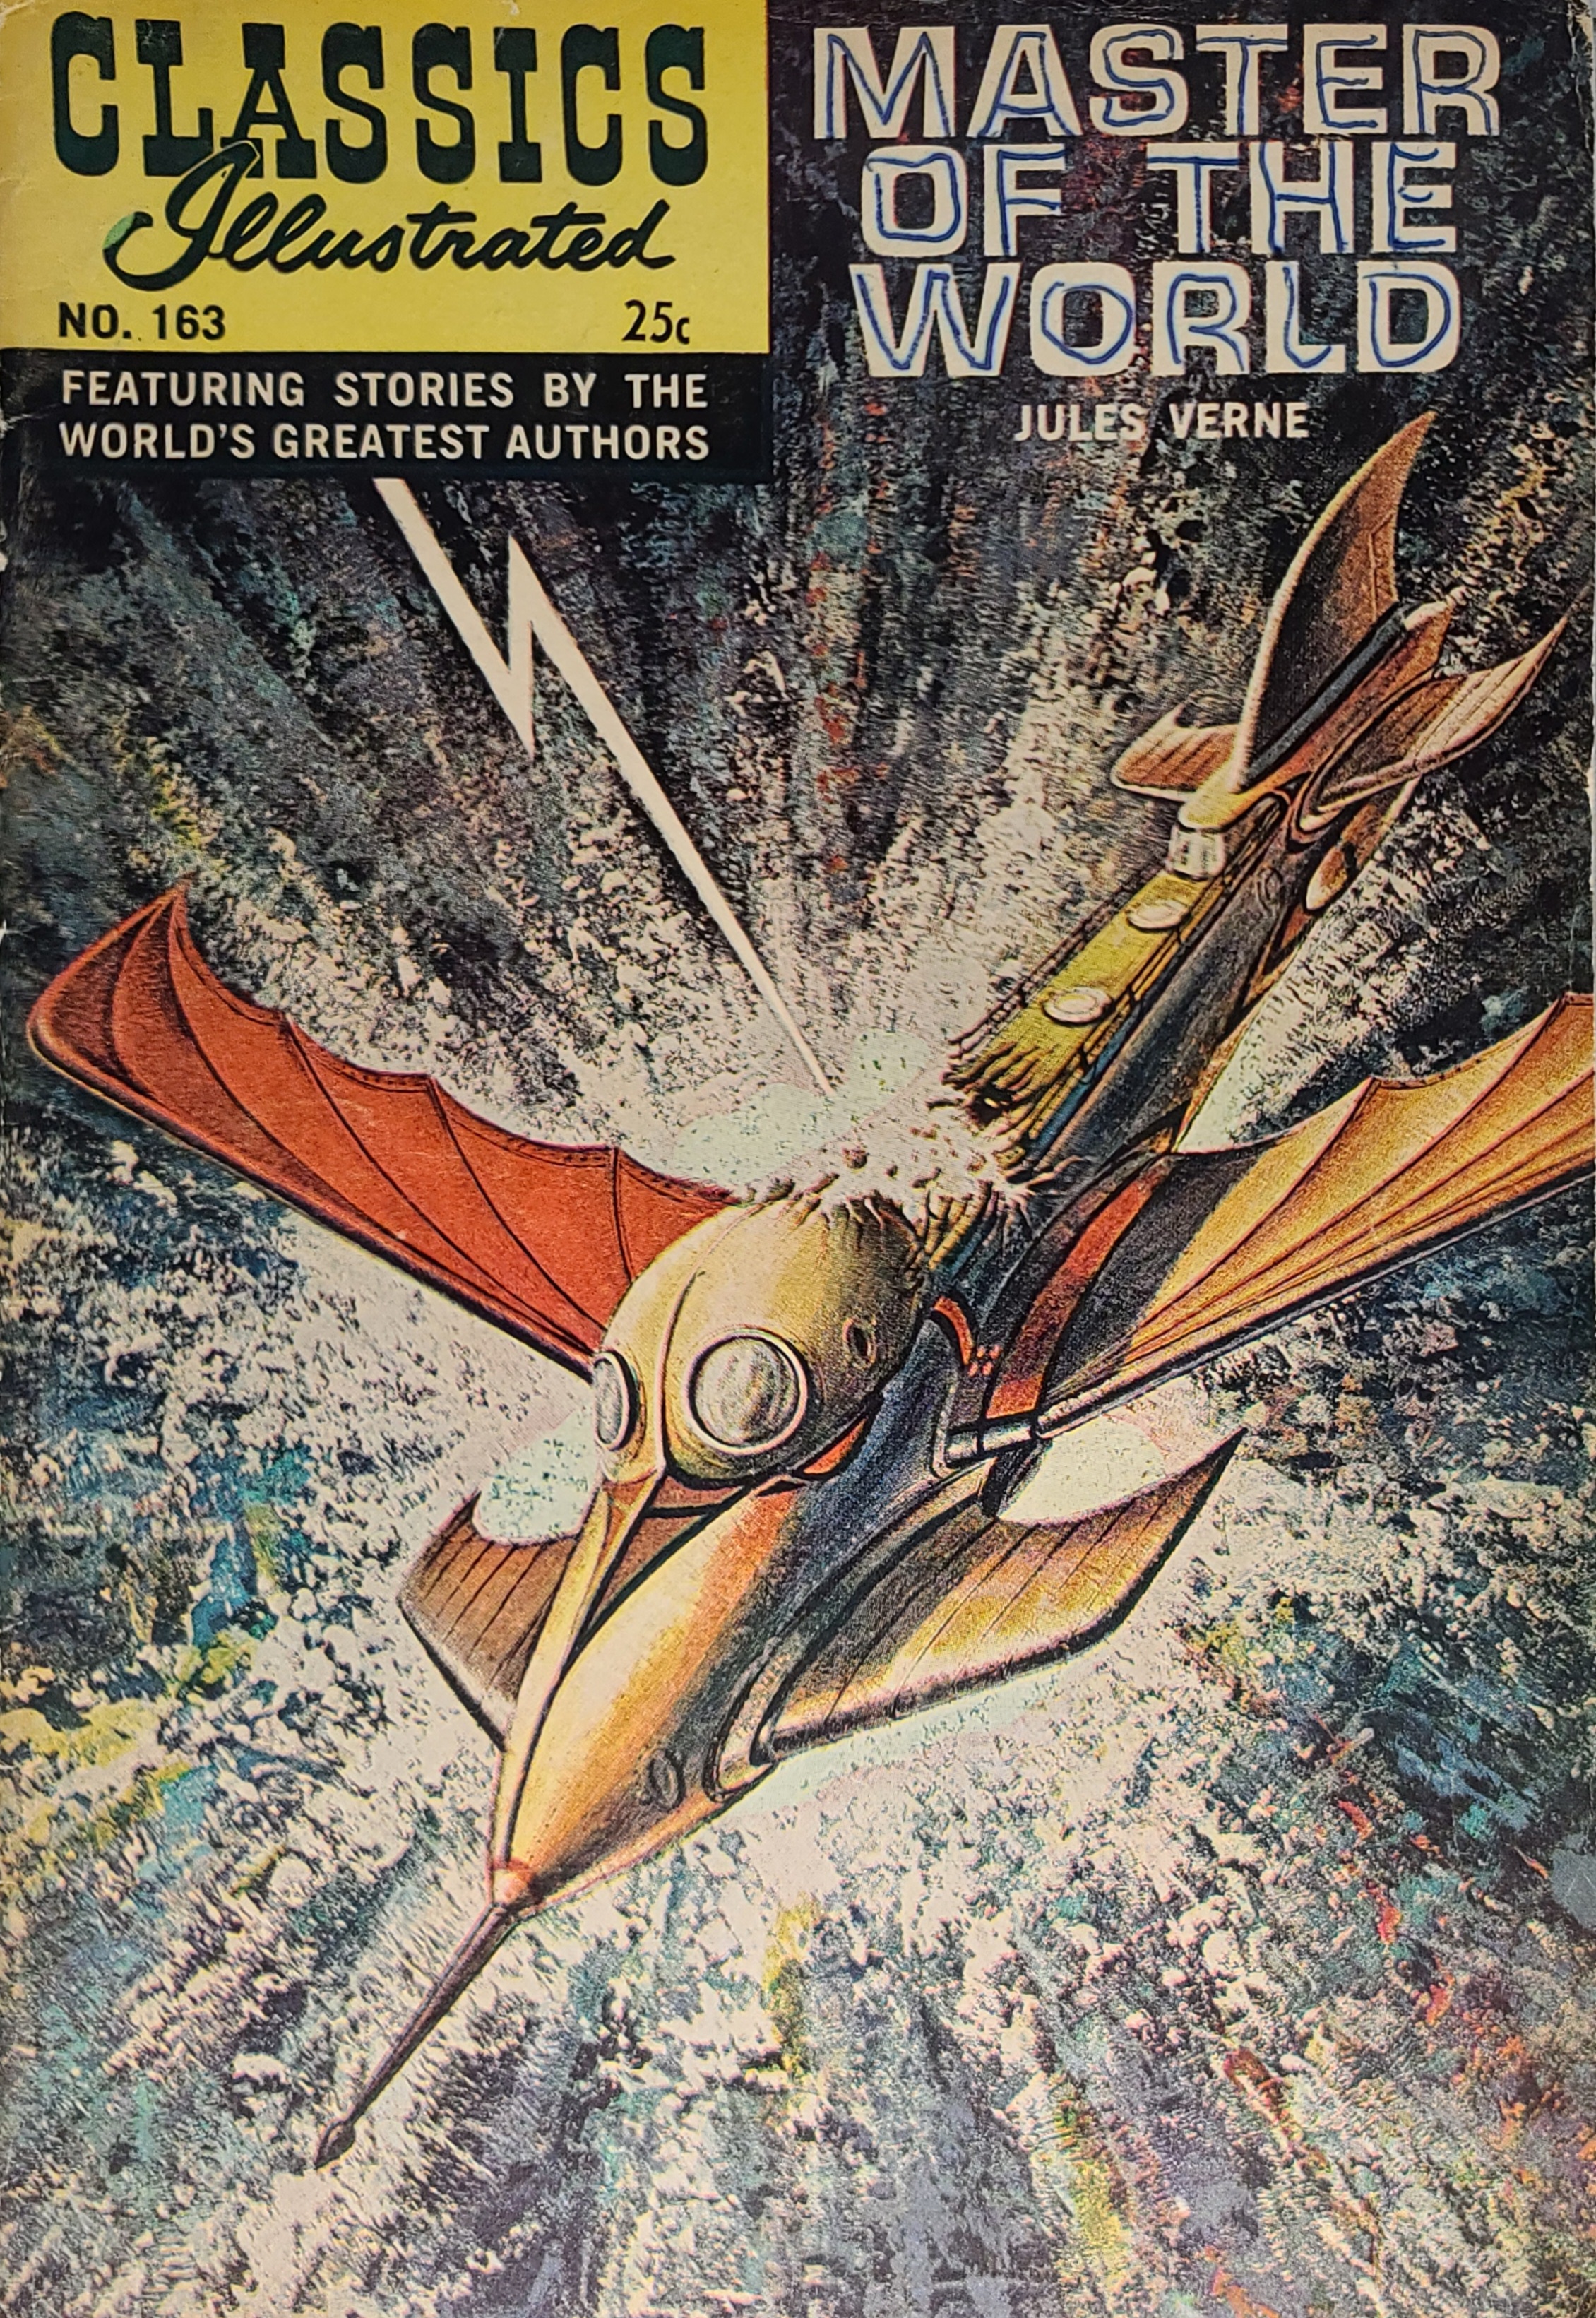 CLASSICS
Illustrated
NO. 163 25c
FEATURING STORIES BY THE
WORLD'S GREATEST AUTHORS
MASTER
OF THE
WORLD
JULES VERNE